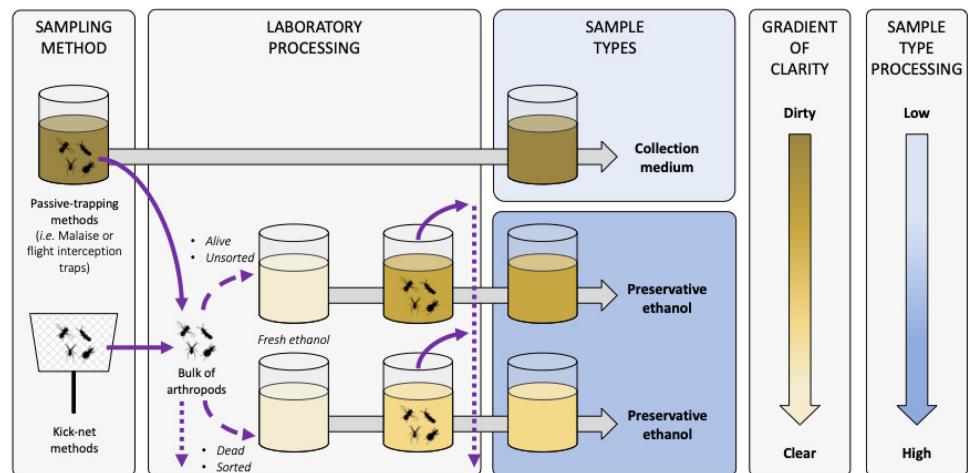 SAMPLING
METHOD
LABORATORY
PROCESSING
SAMPLE
TYPES
GRADIENT
OF
CLARITY
SAMPLE
TYPE
PROCESSING
Dirty
Low
Collection
medium
Passive-trapping
methods
(i.e. Malaise or
flight interception
traps)
• Alive
• Unsorted
Preservative
ethanol
Fresh ethanol
Bulk of
arthropods
Preservative
ethanol
Kick-net
methods
• Dead
• Sorted
Clear
High